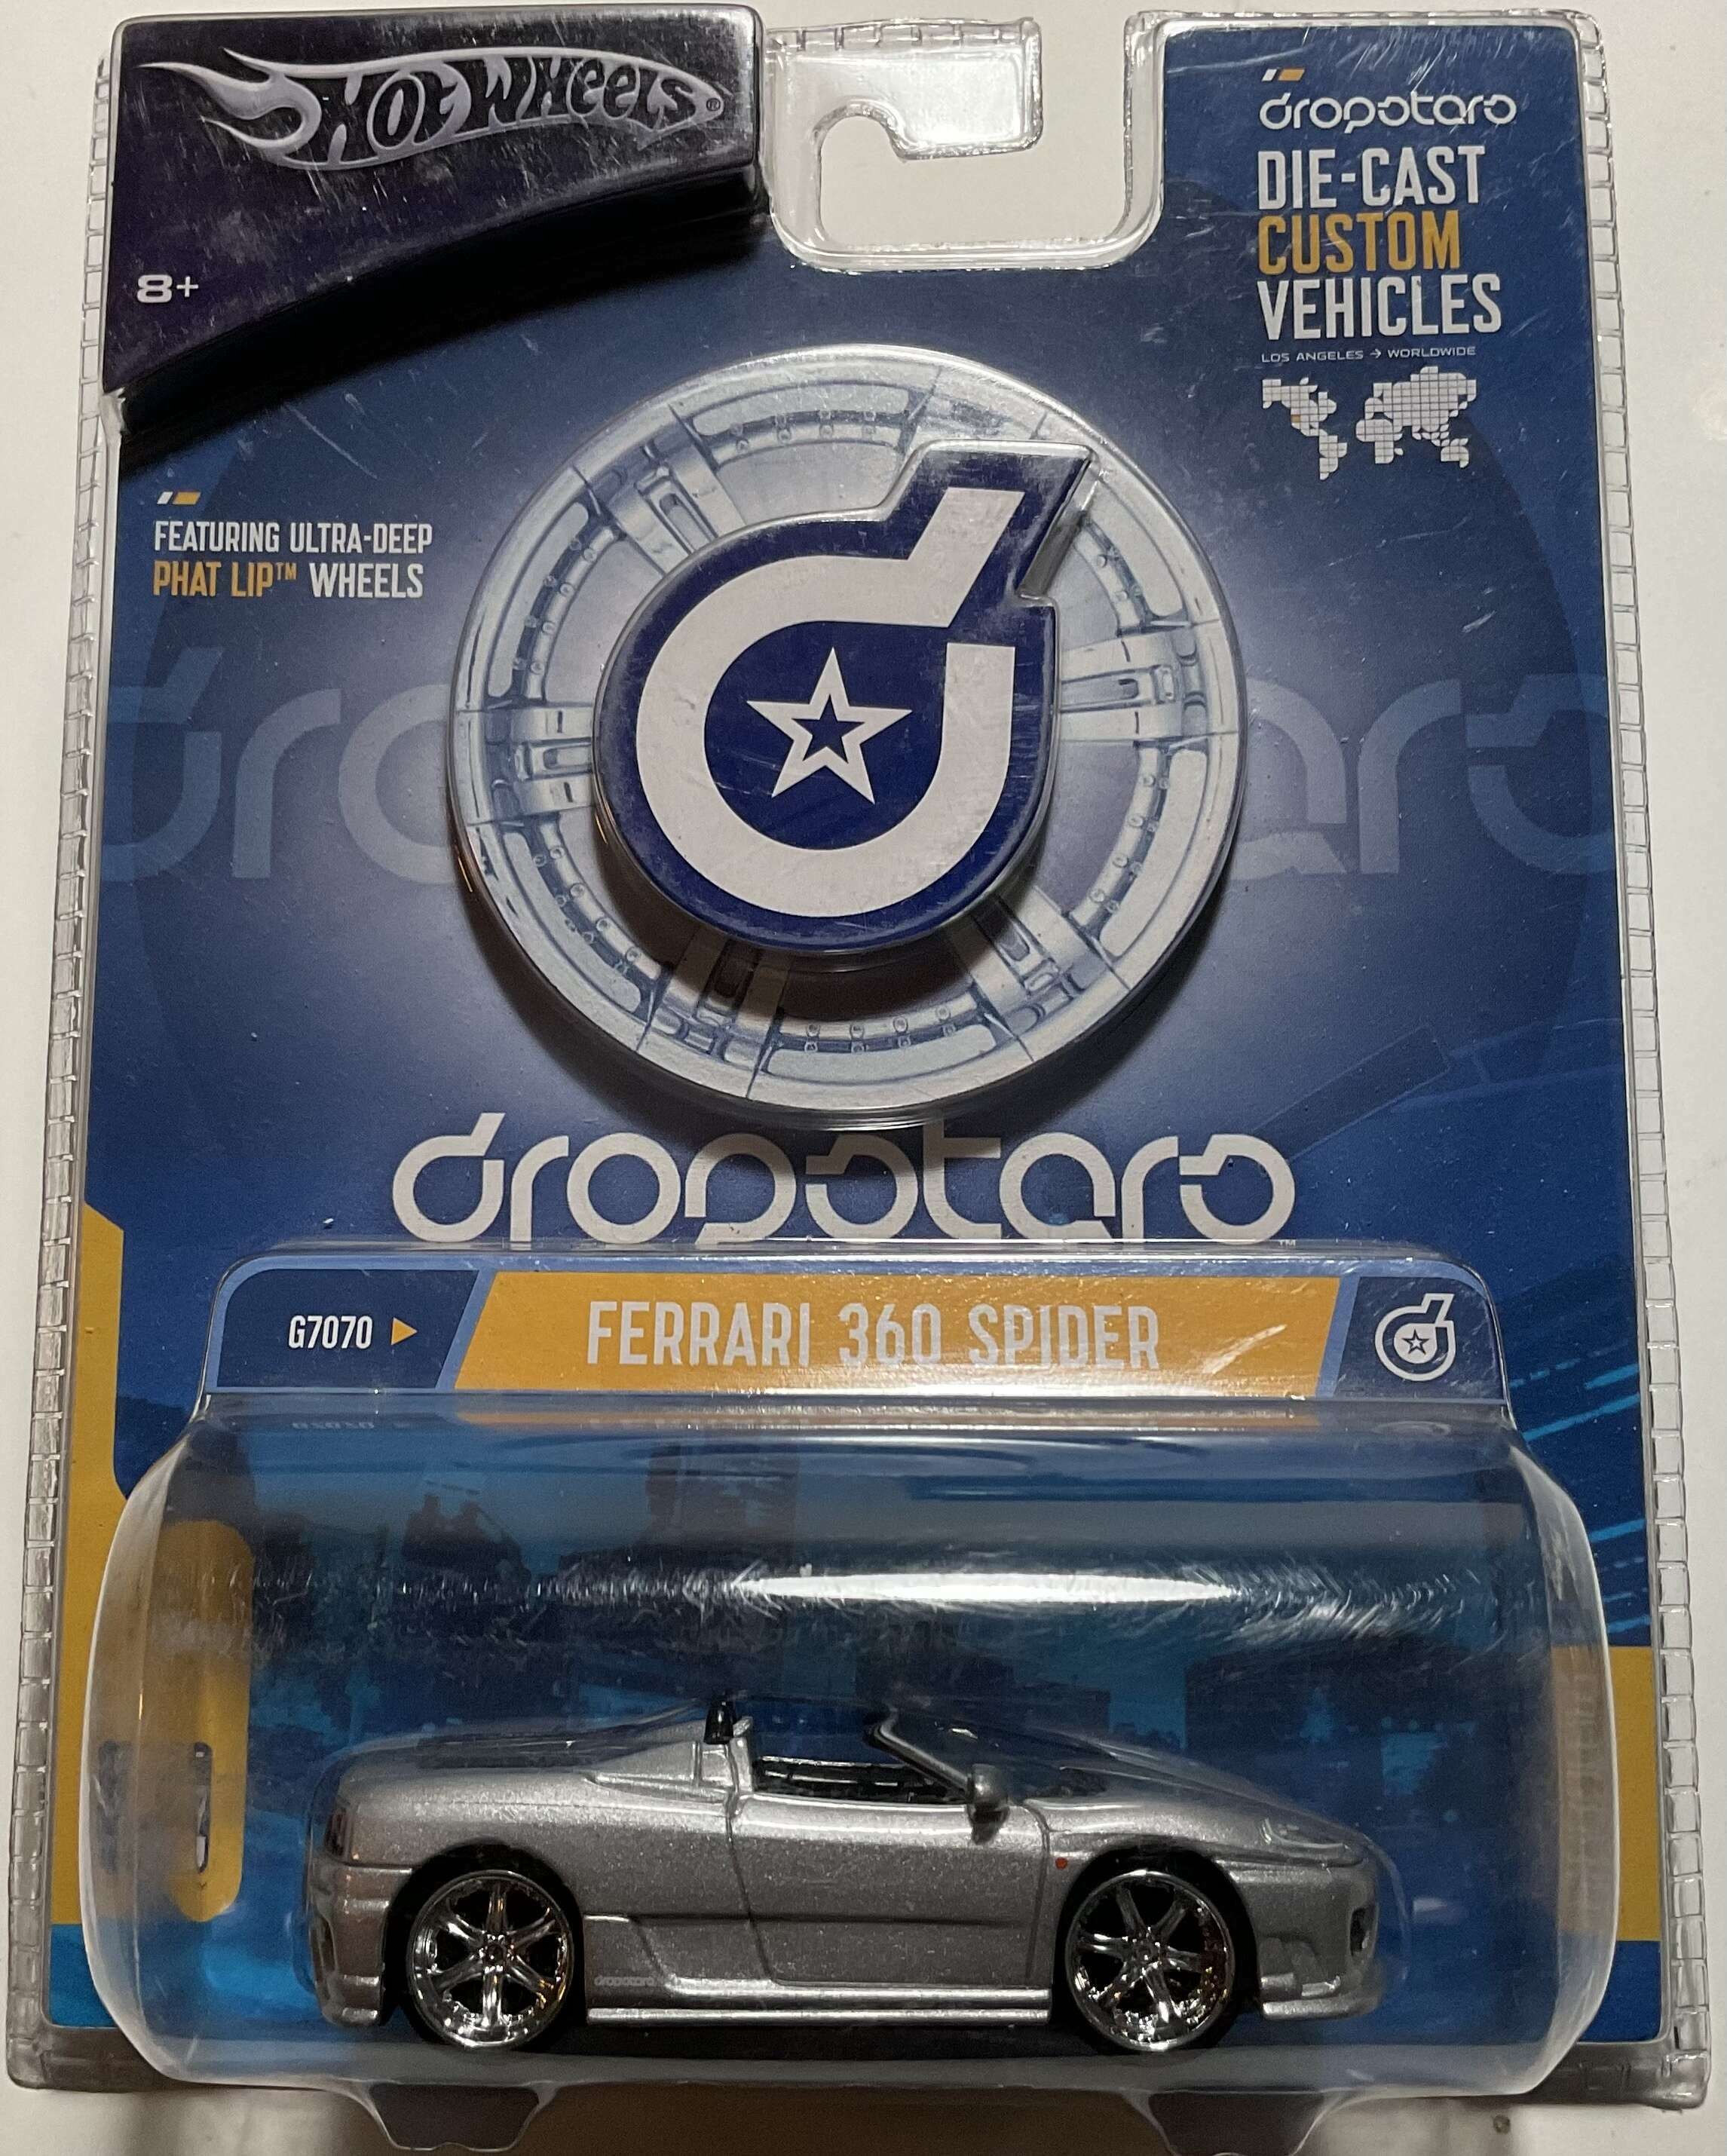 HOT WHEELS®
8+
dropstars
DIE-CAST
CUSTOM
VEHICLES
LOS ANGELES → WORLDWIDE
FEATURING ULTRA-DEEP
PHAT LIP™ WHEELS
dropstars™
G7070
FERRARI 360 SPIDER
dropstars